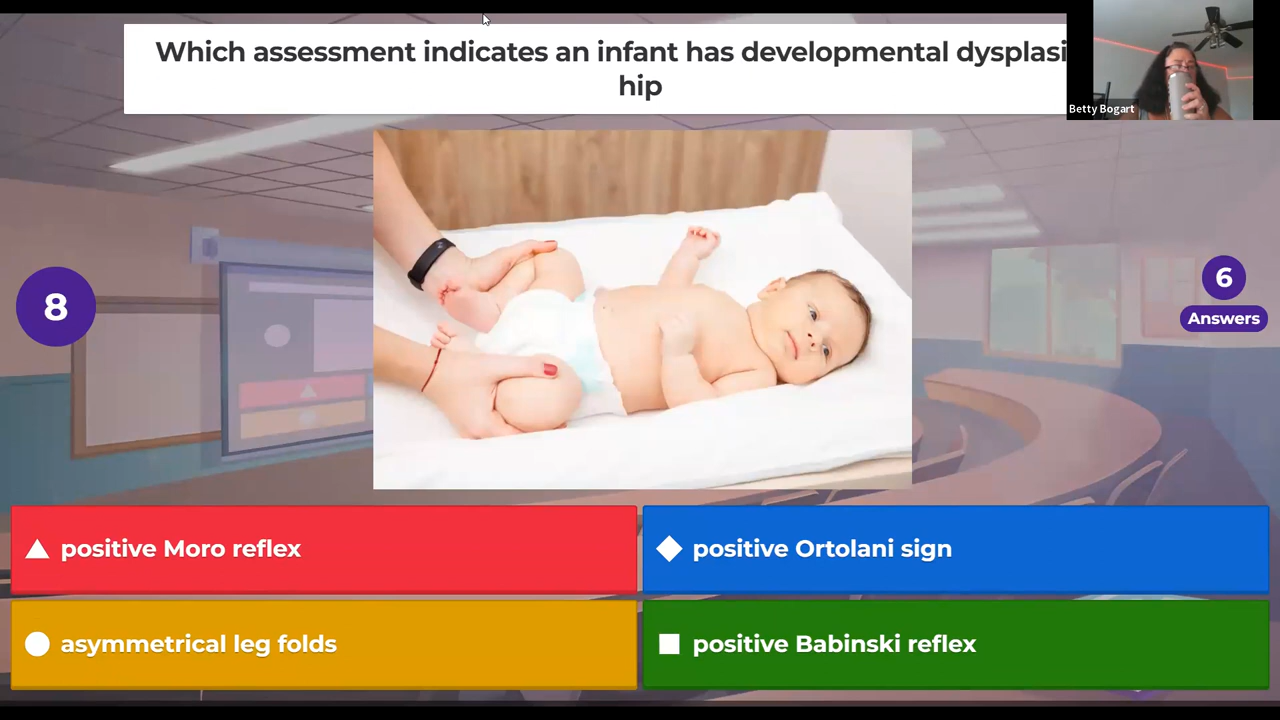 Which assessment indicates an infant has developmental
hip
Betty Bogart
8
6
Answers
positive Moro reflex
positive Ortolani sign
asymmetrical leg folds
positive Babinski reflex